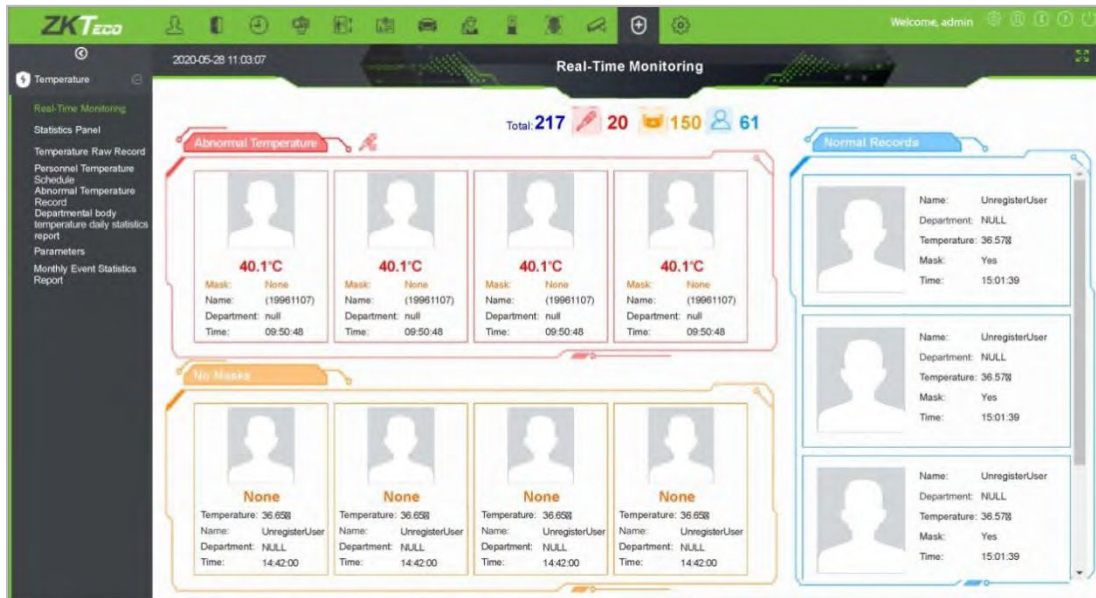 ZKTeco
Welcome, admin
Temperature
Real-Time Monitoring
Statistics Panel
Temperature Raw Record
Personnel Temperature
Schedule
Abnormal Temperature
Record
Departmental body
temperature daily statistics
report
Parameters
Monthly Event Statistics
Report
2020-05-28 11:03:07
Real-Time Monitoring
Total: 217 20 150 61
Abnormal Temperature
40.1°C 40.1°C 40.1°C 40.1°C
Mask: None Mask: None Mask: None Mask: None
Name: (19961107) Name: (19961107) Name: (19961107) Name: (19961107)
Department: null Department: null Department: null Department: null
Time: 09:50:48 Time: 09:50:48 Time: 09:50:48 Time: 09:50:48
No Masks
None None None None
Temperature: 36.65 Temperature: 36.65 Temperature: 36.65 Temperature: 36.65
Name: UnregisterUser Name: UnregisterUser Name: UnregisterUser Name: UnregisterUser
Department: NULL Department: NULL Department: NULL Department: NULL
Time: 14:42:00 Time: 14:42:00 Time: 14:42:00 Time: 14:42:00
Normal Records
Name: UnregisterUser
Department: NULL
Temperature: 36.57
Mask: Yes
Time: 15:01:39
Name: UnregisterUser
Department: NULL
Temperature: 36.57
Mask: Yes
Time: 15:01:39
Name: UnregisterUser
Department: NULL
Temperature: 36.57
Mask: Yes
Time: 15:01:39